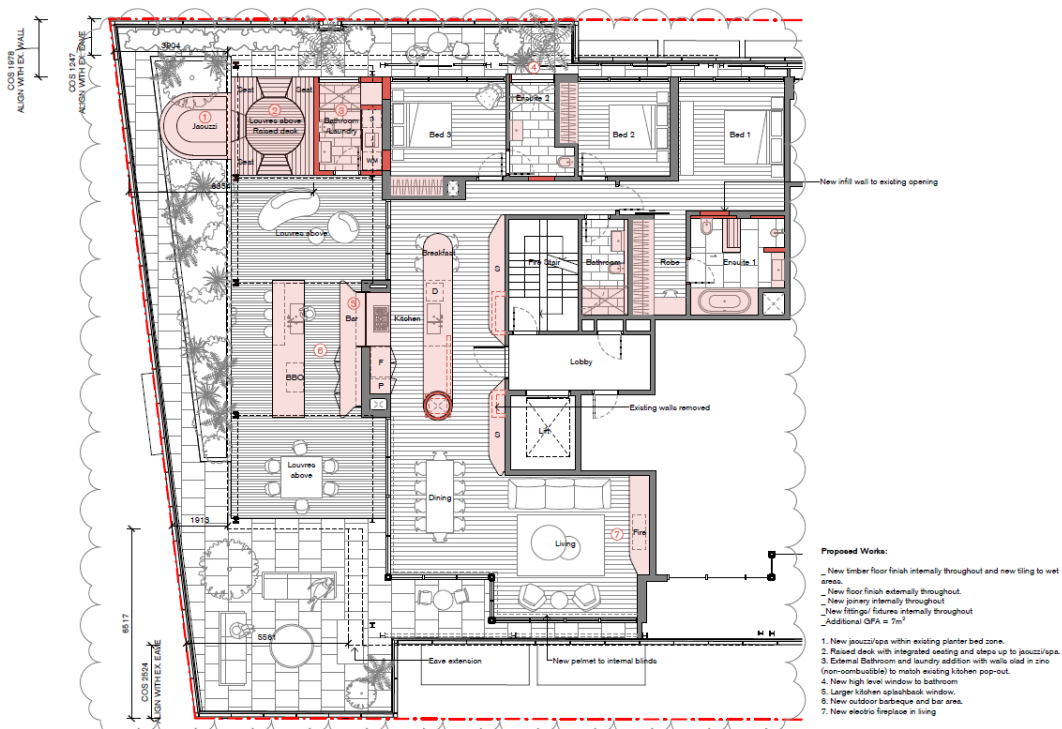 COS 1978
ALIGN WITH EX. WALL
COS 1247
ALIGN WITH EX. EAVE
3904
4
1
Jacuzzi
Seat
Seat
2
Louvres above
Raised deck
Seat
3
Bathroom
/Laundry
D
WM
Bed 3
Ensuite 2
Bed 2
Bed 1
New infill wall to existing opening
6334
Louvres above
Breakfast
S
Fire Stair
Bathroom
Robe
Ensuite 1
D
5
Bar
Kitchen
6
BBQ
F
P
Lobby
Existing walls removed
S
Lift
Louvres
above
Dining
1913
Living
7
Fire
6517
5561
COS 2524
ALIGN WITH EX. EAVE
Eave extension
New pelmet to internal blinds
Proposed Works:
_ New timber floor finish internally throughout and new tiling to wet
areas.
_ New floor finish externally throughout.
_ New joinery internally throughout
_New fittings/ fixtures internally throughout
_Additional GFA = 7m²
1. New jacuzzi/spa within existing planter bed zone.
2. Raised deck with integrated seating and steps up to jacuzzi/spa.
3. External Bathroom and laundry addition with walls clad in zinc
(non-combustible) to match existing kitchen pop-out.
4. New high level window to bathroom
5. Larger kitchen splashback window.
6. New outdoor barbeque and bar area.
7. New electric fireplace in living